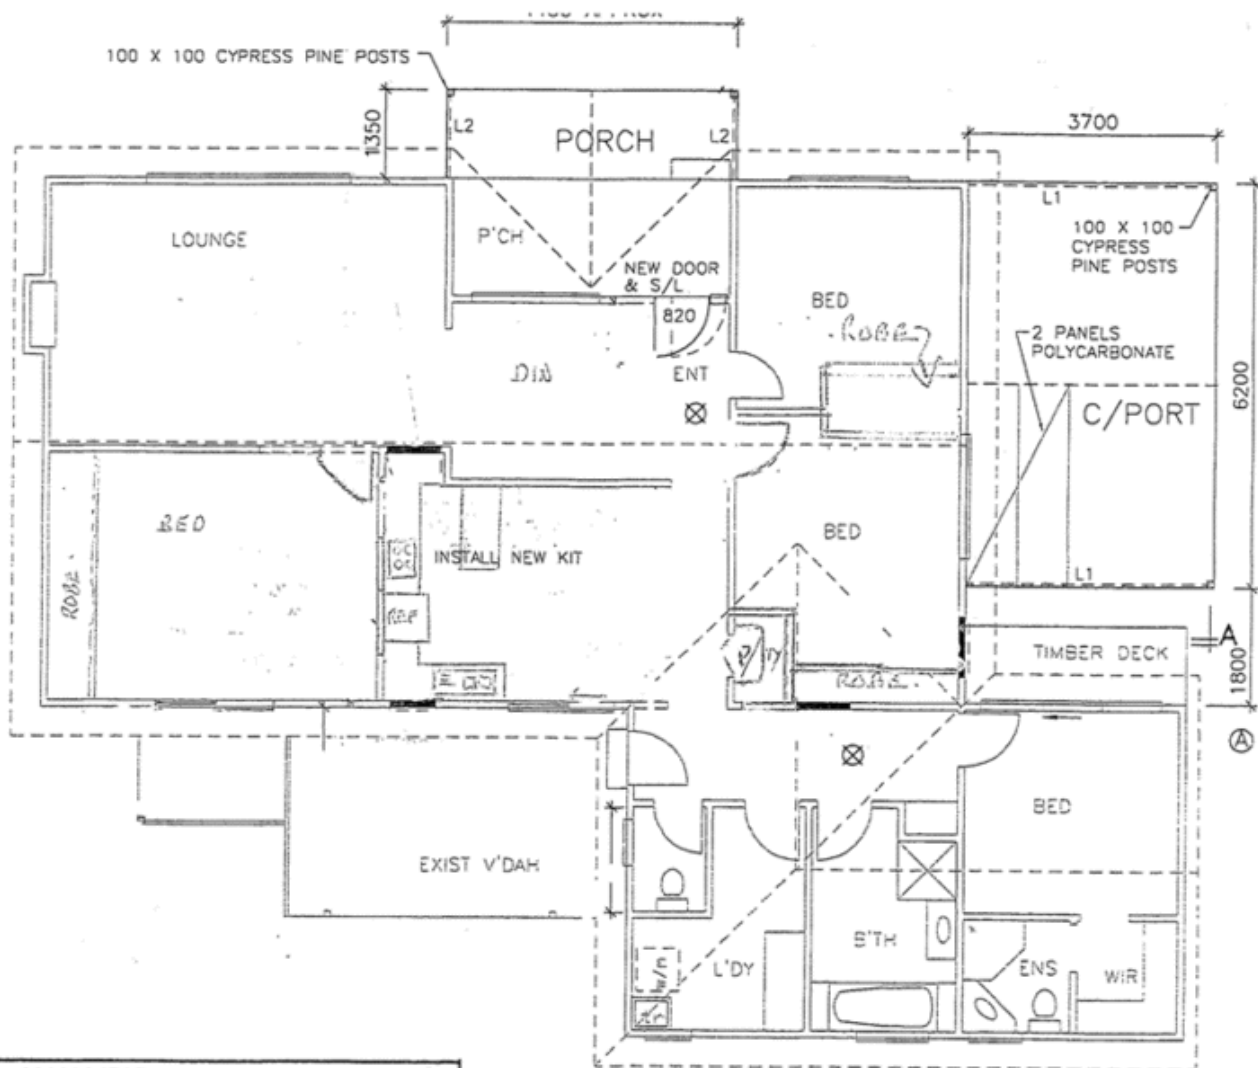 100 X 100 CYPRESS PINE POSTS
1350
L2
PORCH
L2
3700
L1
100 X 100
CYPRESS
PINE POSTS
LOUNGE
P'CH
NEW DOOR
& S/L
820
BED
ROBE
2 PANELS
POLYCARBONATE
DIN
ENT
C/PORT
6200
BED
ROBE
INSTALL NEW KIT
REF
BED
L1
P/TY
ROBE
TIMBER DECK
A
1800
A
EXIST V'DAH
BED
W/M
L'DY
B'TH
ENS
WIR